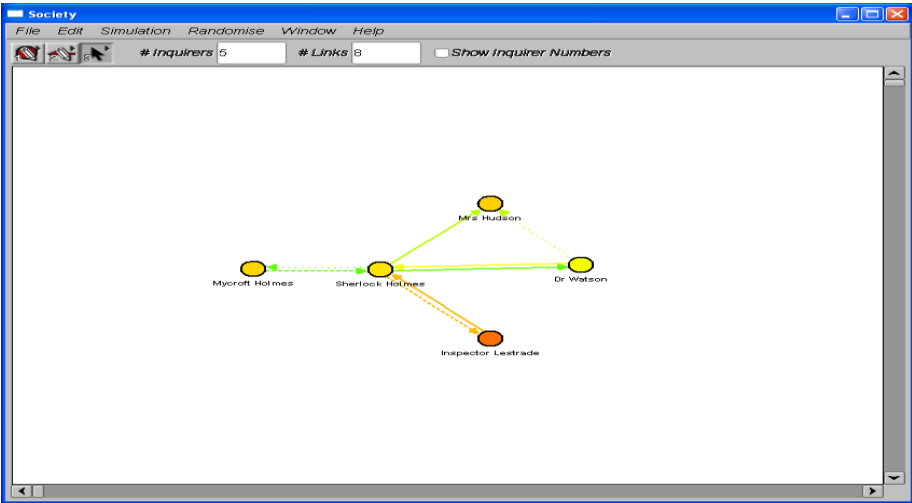 Society
File Edit Simulation Randomise Window Help
# Inquirers 5 # Links 8 Show Inquirer Numbers
Mrs Hudson
Mycroft Holmes Sherlock Holmes Dr Watson
Inspector Lestrade